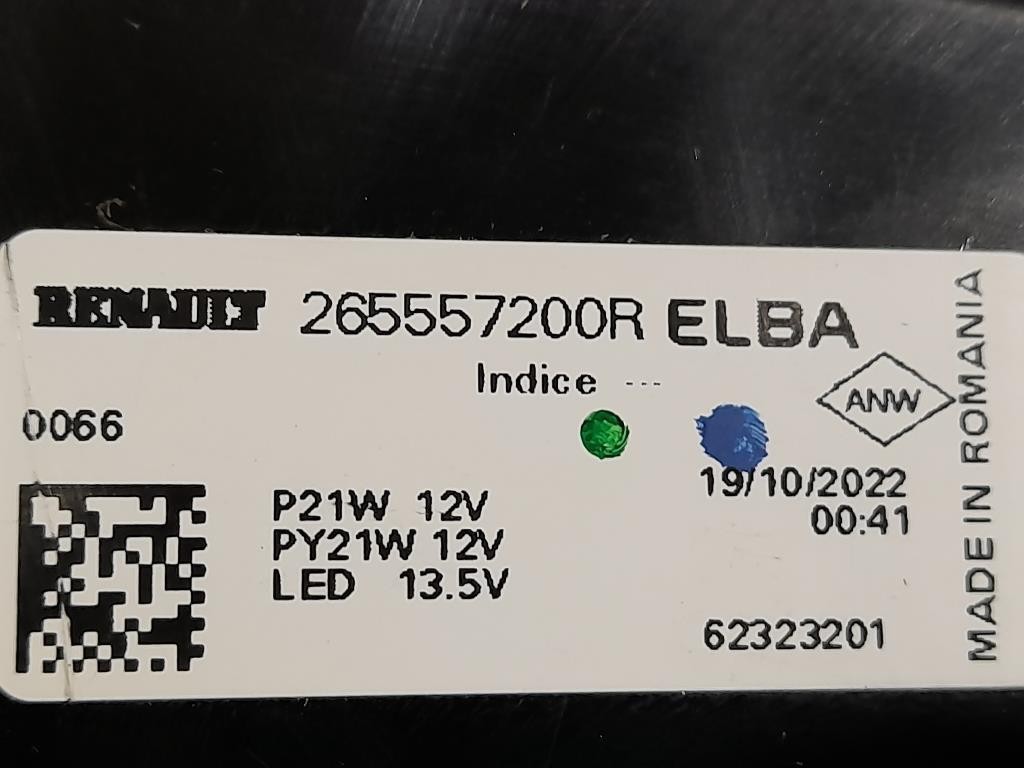 RENAULT 265557200R ELBA
Indice ---
ANW
0066
19/10/2022
00:41
P21W 12V
PY21W 12V
LED 13.5V
62323201
MADE IN ROMANIA